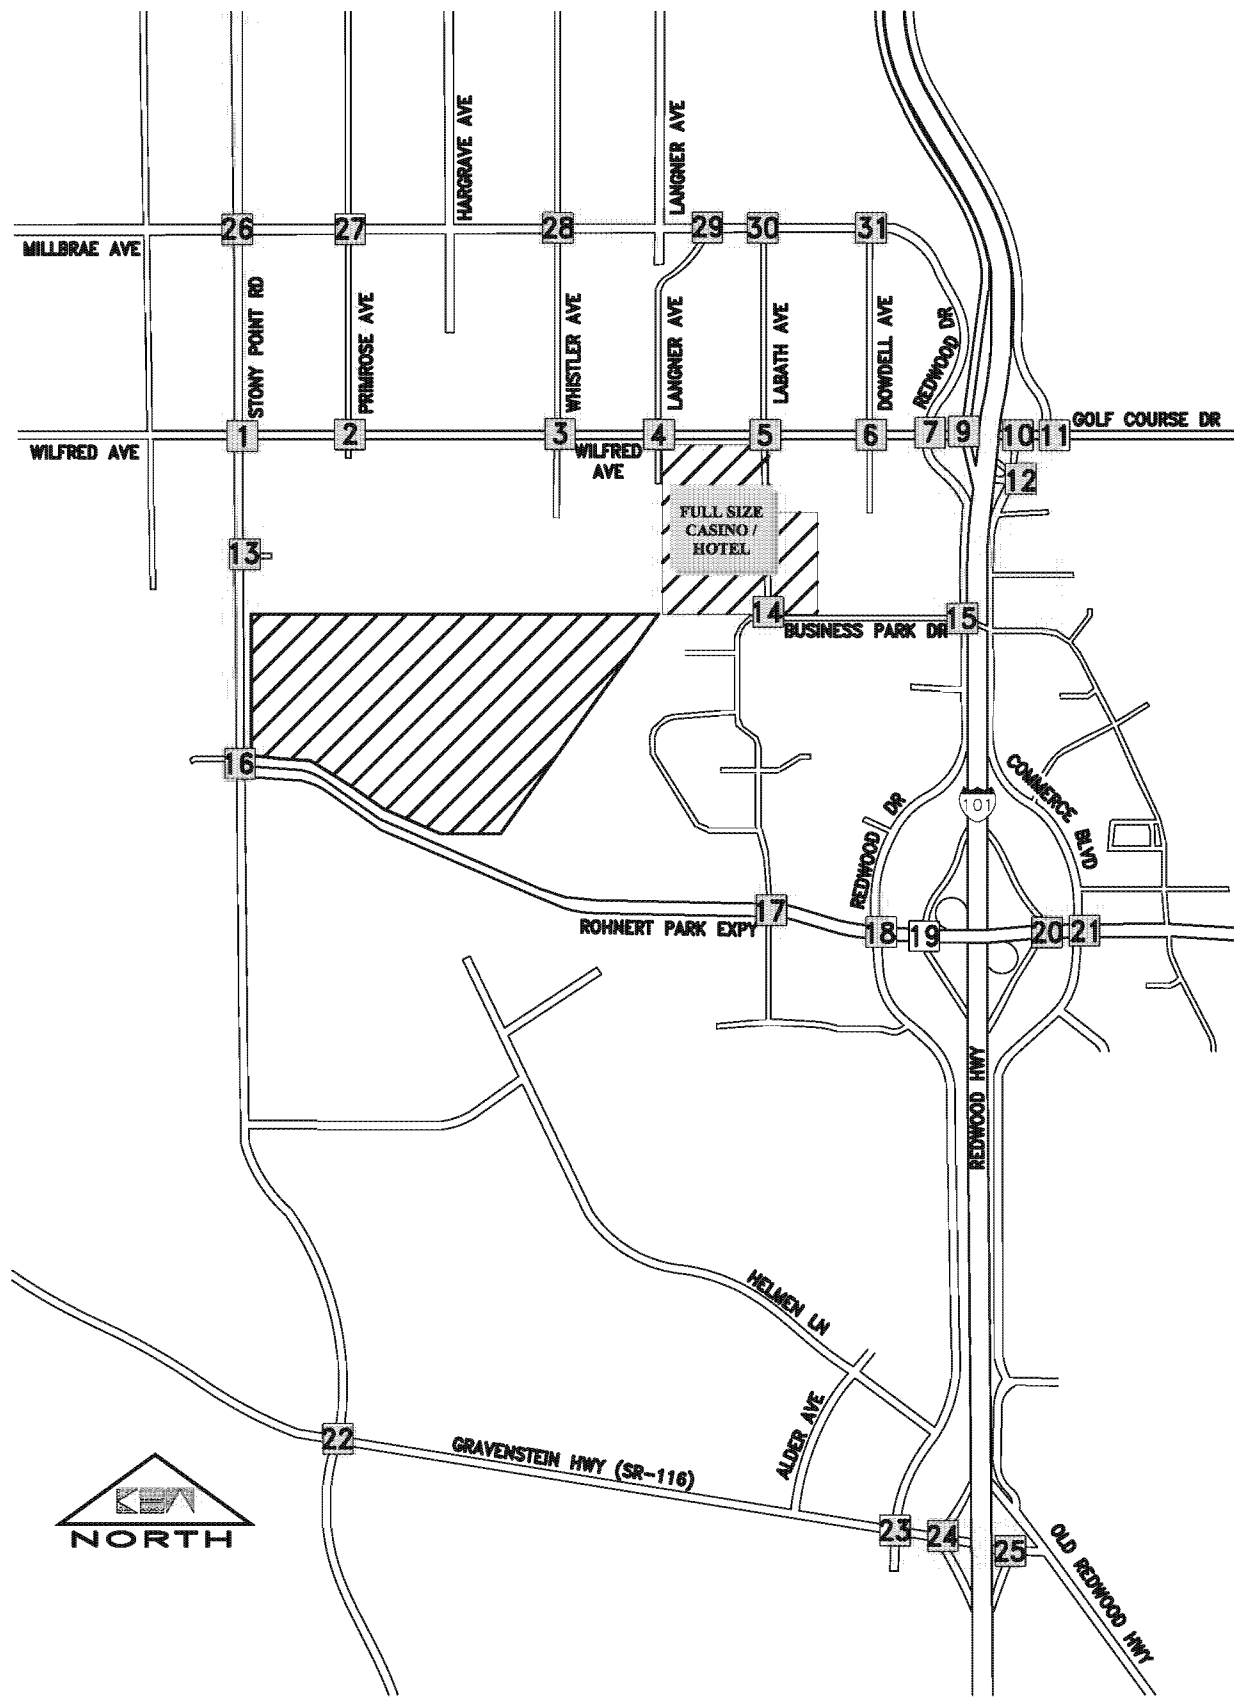 HARGRAVE AVE
LANGNER AVE
26
27
28
29
30
31
MILLBRAE AVE
STONY POINT RD
PRIMROSE AVE
WHISTLER AVE
LANGNER AVE
LABATH AVE
DOWDELL AVE
REDWOOD DR
1
2
3
4
5
6
7
9
10
11
GOLF COURSE DR
WILFRED AVE
WILFRED
AVE
12
FULL SIZE
CASINO /
HOTEL
13
14
15
BUSINESS PARK DR
16
101
COMMERCE BLVD
REDWOOD DR
17
18
19
20
21
ROHNERT PARK EXPY
REDWOOD HWY
HELMEN LN
ALDER AVE
22
GRAVENSTEIN HWY (SR-116)
23
24
25
OLD REDWOOD HWY
NORTH